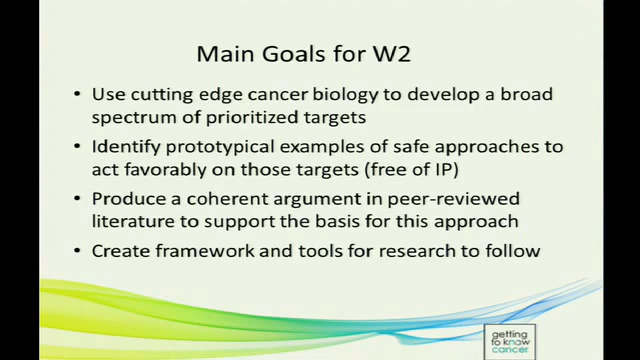 Main Goals for W2
• Use cutting edge cancer biology to develop a broad
spectrum of prioritized targets
• Identify prototypical examples of safe approaches to
act favorably on those targets (free of IP)
• Produce a coherent argument in peer-reviewed
literature to support the basis for this approach
• Create framework and tools for research to follow
getting
to know
cancer